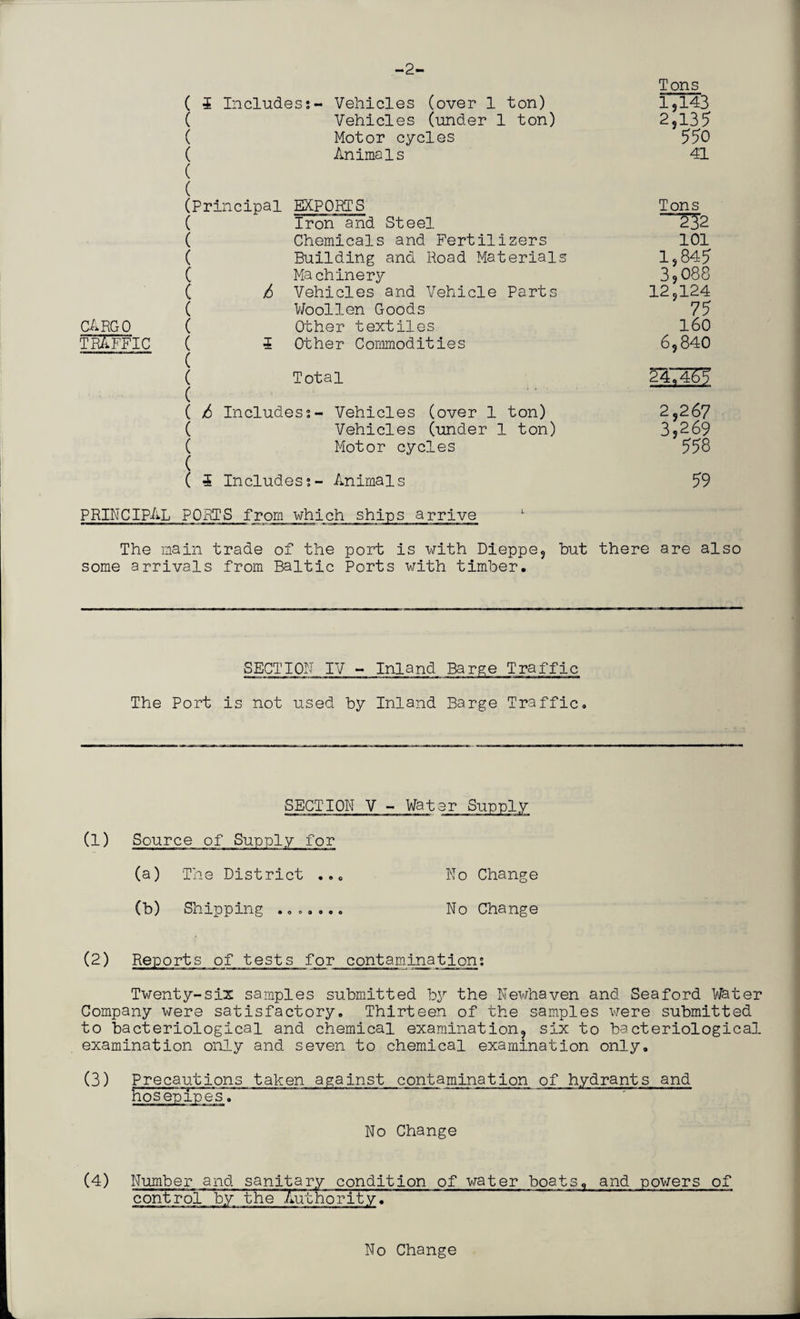 -2-
Tons
( ± Includes:- Vehicles (over 1 ton) 1,143
( Vehicles (under 1 ton) 2,135
( Motor cycles 550
( Animals 41
(
(
(Principal EXPORTS Tons
( Iron and Steel 232
( Chemicals and Fertilizers 101
( Building and Road Materials 1,845
( Machinery 3,088
( ƀ Vehicles and Vehicle Parts 12,124
( Woollen Goods 75
CARGO ( Other textiles 160
TRAFFIC ( ± Other Commodities 6,840
(
( Total 24,465
(
( ƀ Includes:- Vehicles (over 1 ton) 2,267
( Vehicles (under 1 ton) 3,269
( Motor cycles 558
(
( ± Includes:- Animals 59
PRINCIPAL PORTS from which ships arrive
The main trade of the port is with Dieppe, but there are also
some arrivals from Baltic Ports with timber.
SECTION IV - Inland Barge Traffic
The Port is not used by Inland Barge Traffic.
SECTION V - Water Supply
(1) Source of Supply for
(a) The District ... No Change
(b) Shipping ....... No Change
(2) Reports of tests for contamination:
Twenty-six samples submitted by the Newhaven and Seaford Water
Company were satisfactory. Thirteen of the samples were submitted
to bacteriological and chemical examination, six to bacteriological
examination only and seven to chemical examination only.
(3) Precautions taken against contamination of hydrants and
hosepipes.
No Change
(4) Number and sanitary condition of water boats, and powers of
control by the Authority.
No Change